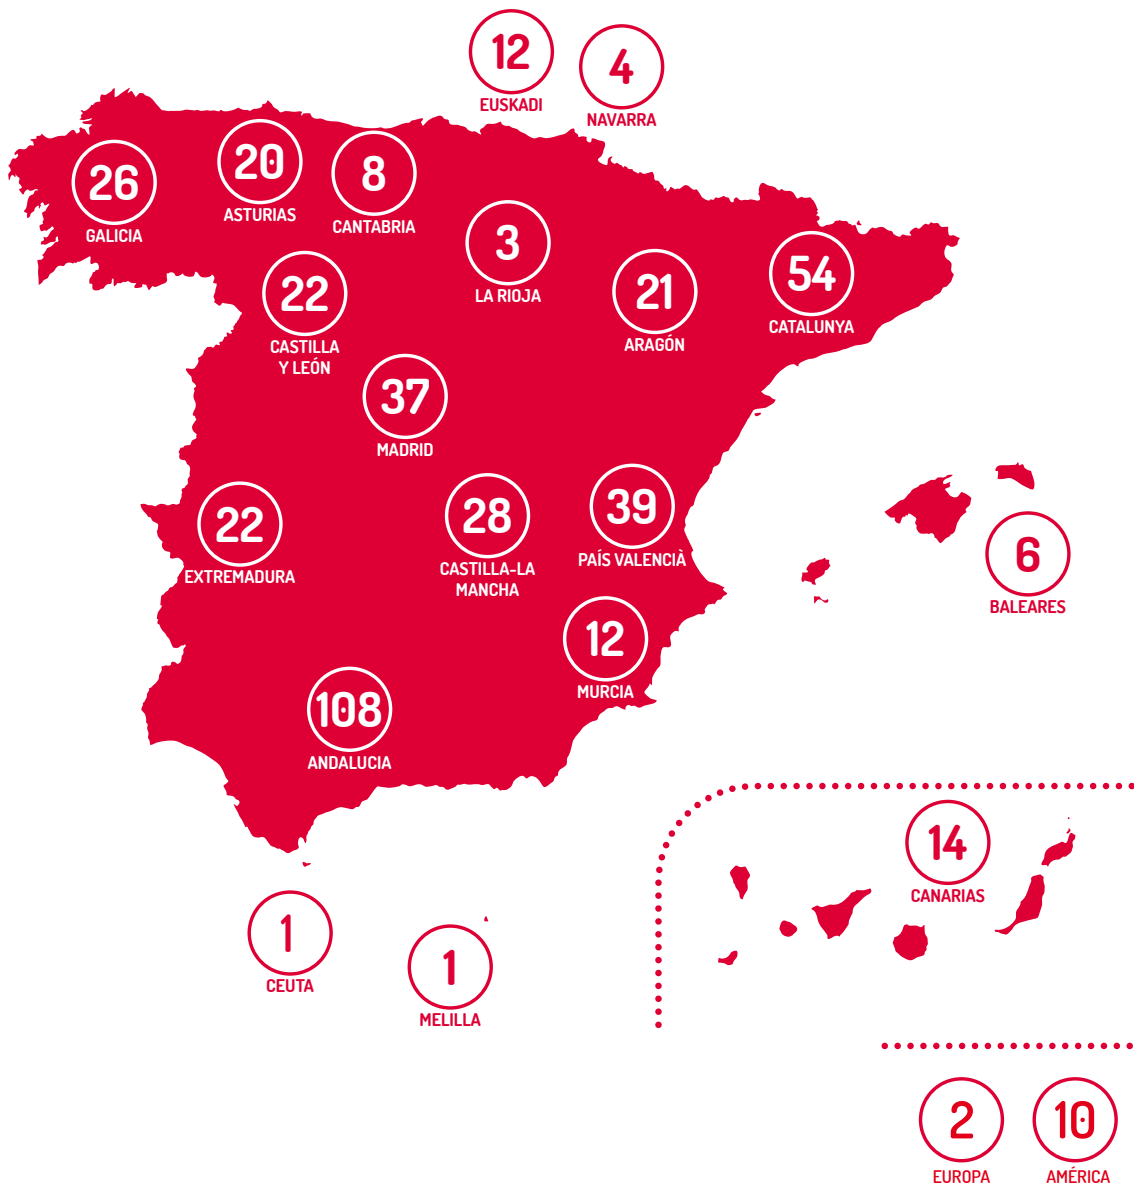 12
EUSKADI
4
NAVARRA
26
GALICIA
20
ASTURIAS
8
CANTABRIA
3
LA RIOJA
21
ARAGÓN
54
CATALUNYA
22
CASTILLA
Y LEÓN
37
MADRID
22
EXTREMADURA
28
CASTILLA-LA
MANCHA
39
PAÍS VALENCIÀ
6
BALEARES
12
MURCIA
108
ANDALUCIA
14
CANARIAS
1
CEUTA
1
MELILLA
2
EUROPA
10
AMÉRICA